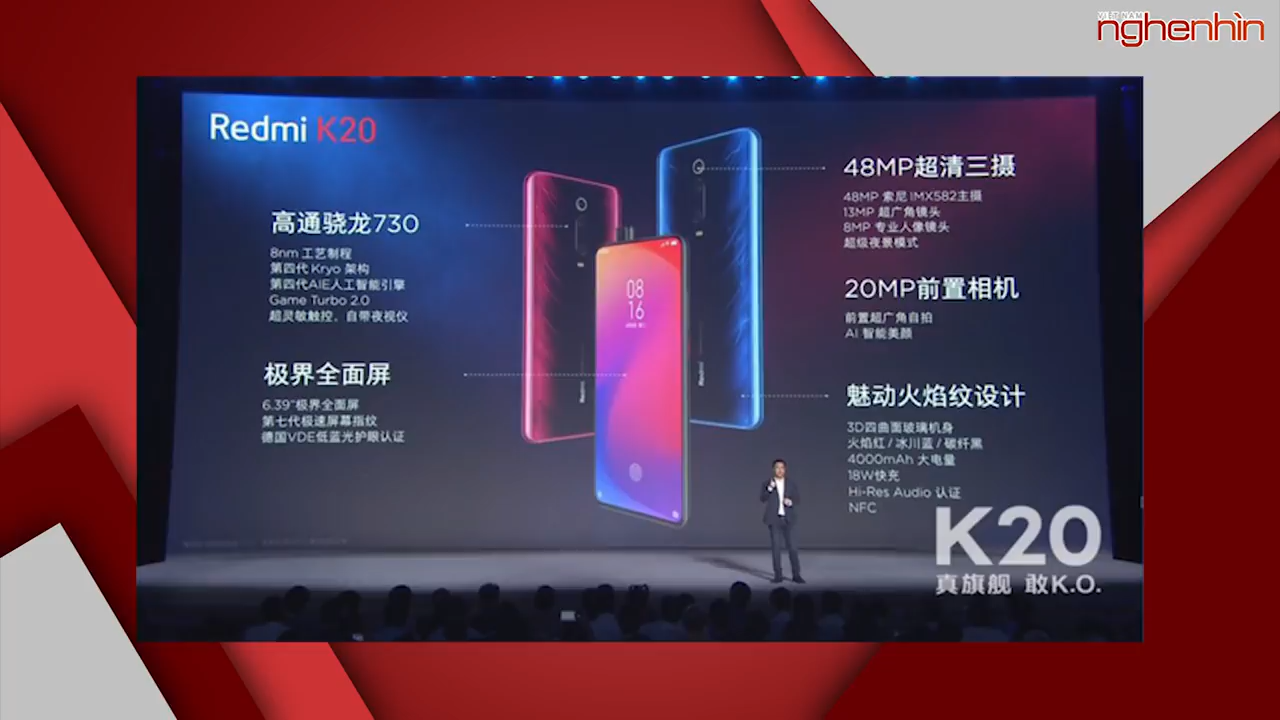 VIET NAM
nghenhìn
Redmi K20
高通骁龙730
8nm 工艺制程
第四代 Kryo 架构
第四代AIE人工智能引擎
Game Turbo 2.0
超灵敏触控、自带夜视仪
极界全面屏
6.39"极界全面屏
第七代极速屏幕指纹
德国VDE低蓝光护眼认证
08
16
Redmi
Redmi
48MP超清三摄
48MP 索尼 IMX582主摄
13MP 超广角镜头
8MP 专业人像镜头
超级夜景模式
20MP前置相机
前置超广角自拍
AI 智能美颜
魅动火焰纹设计
3D四曲面玻璃机身
火焰红 / 冰川蓝 / 碳纤黑
4000mAh 大电量
18W快充
Hi-Res Audio 认证
NFC
K20
真旗舰 敢K.O.